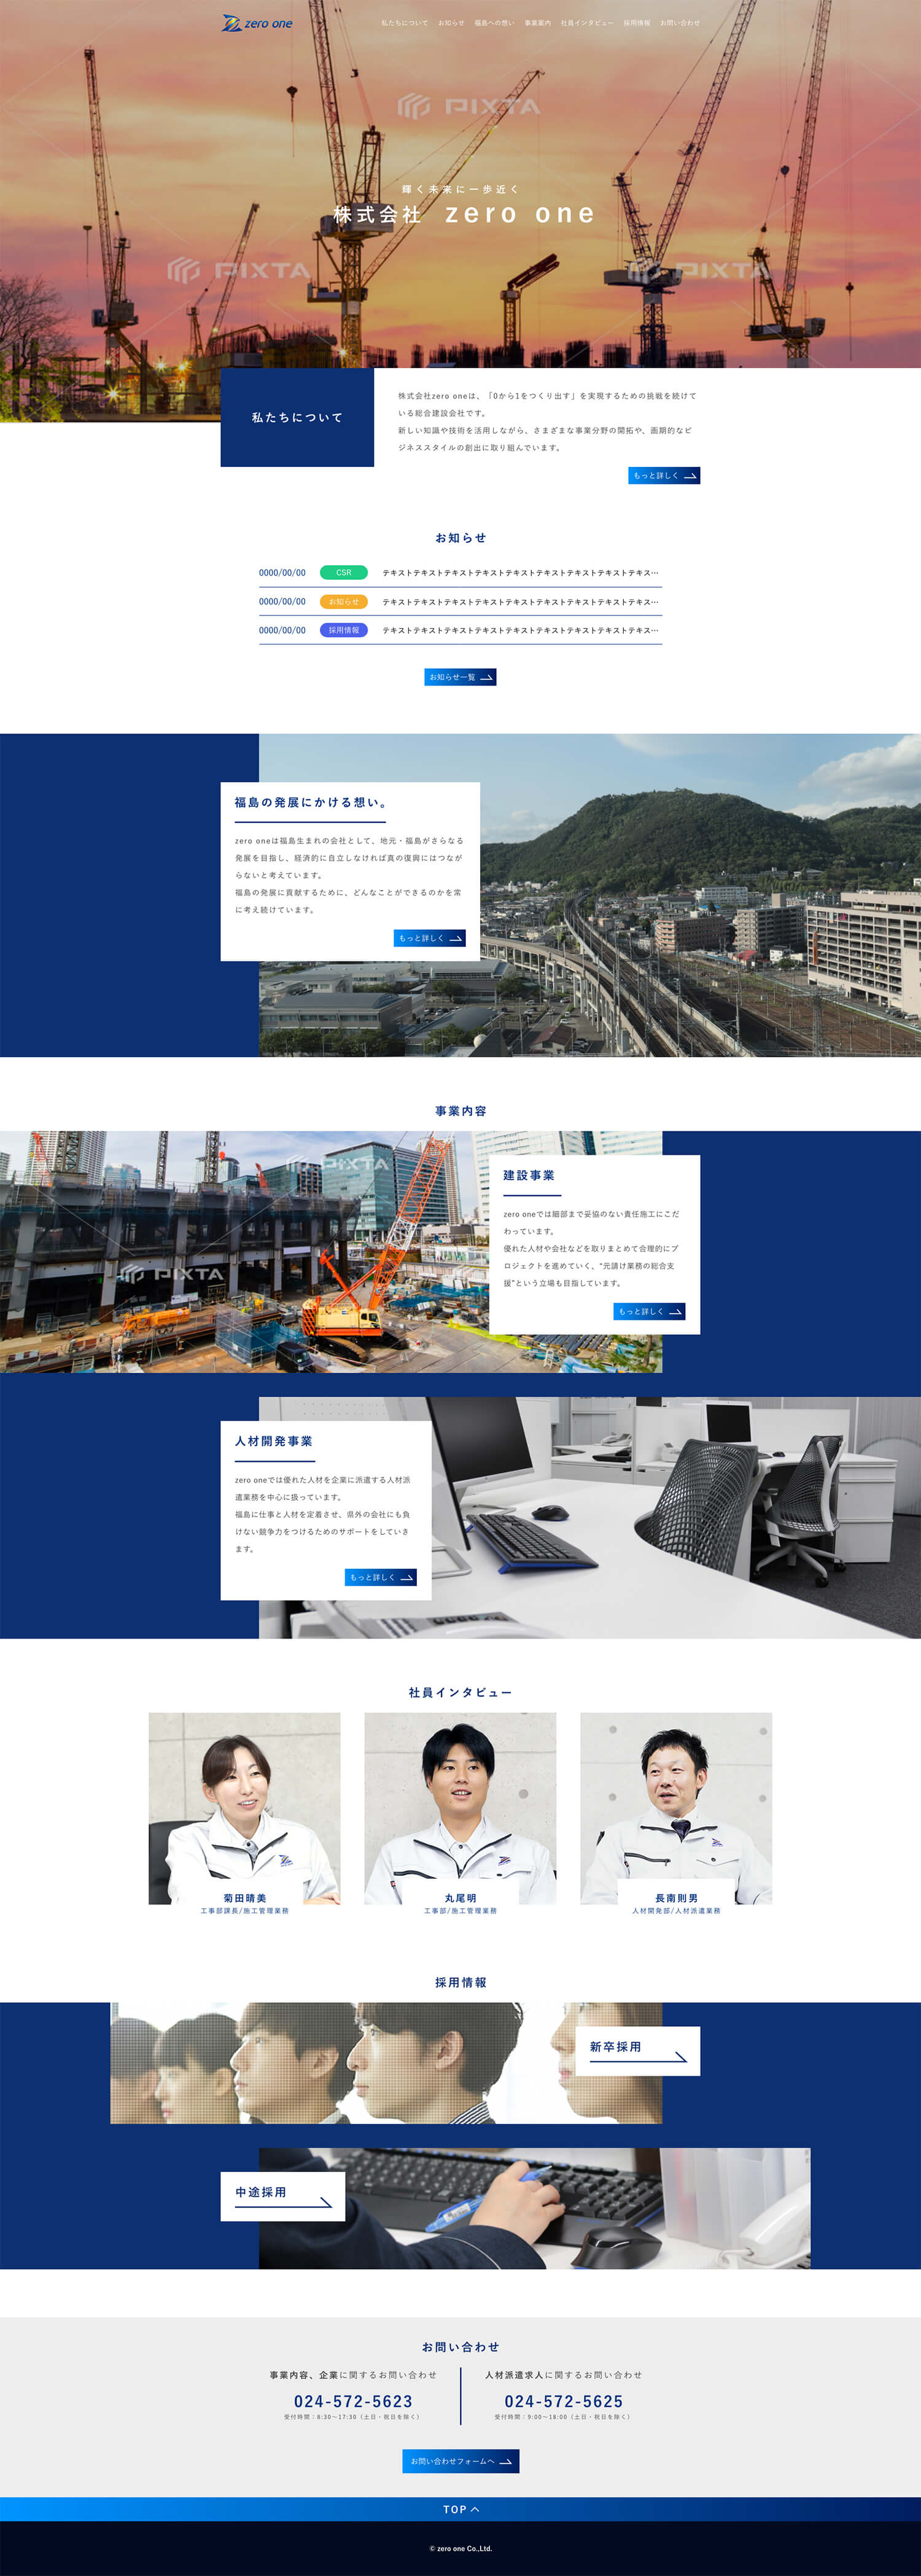 zero one
私たちについて お知らせ 福島への想い 事業案内 社員インタビュー 採用情報 お問い合わせ
PIXTA
輝く未来に一歩近く
株式会社 zero one
PIXTA
PIXTA
私たちについて
株式会社zero oneは、「0から1をつくり出す」を実現するための挑戦を続けて
いる総合建設会社です。
新しい知識や技術を活用しながら、さまざまな事業分野の開拓や、画期的なビ
ジネススタイルの創出に取り組んでいます。
もっと詳しく
お知らせ
0000/00/00 CSR テキストテキストテキストテキストテキストテキストテキストテキストテキス…
0000/00/00 お知らせ テキストテキストテキストテキストテキストテキストテキストテキストテキス…
0000/00/00 採用情報 テキストテキストテキストテキストテキストテキストテキストテキストテキス…
お知らせ一覧
福島の発展にかける想い。
zero oneは福島生まれの会社として、地元・福島がさらなる
発展を目指し、経済的に自立しなければ真の復興にはつなが
らないと考えています。
福島の発展に貢献するために、どんなことができるのかを常
に考え続けています。
もっと詳しく
事業内容
PIXTA
PIXTA
建設事業
zero oneでは細部まで妥協のない責任施工にこだ
わっています。
優れた人材や会社などを取りまとめて合理的にプ
ロジェクトを進めていく、“元請け業務の総合支
援”という立場も目指しています。
もっと詳しく
人材開発事業
zero oneでは優れた人材を企業に派遣する人材派
遣業務を中心に扱っています。
福島に仕事と人材を定着させ、県外の会社にも負
けない競争力をつけるためのサポートをしていき
ます。
もっと詳しく
社員インタビュー
菊田晴美
工事部課長/施工管理業務
丸尾明
工事部/施工管理業務
長南則男
人材開発部/人材派遣業務
採用情報
新卒採用
中途採用
お問い合わせ
事業内容、企業に関するお問い合わせ
024-572-5623
受付時間：8:30〜17:30（土日・祝日を除く）
人材派遣求人に関するお問い合わせ
024-572-5625
受付時間：9:00〜18:00（土日・祝日を除く）
お問い合わせフォームへ
TOP へ
© zero one Co.,Ltd.